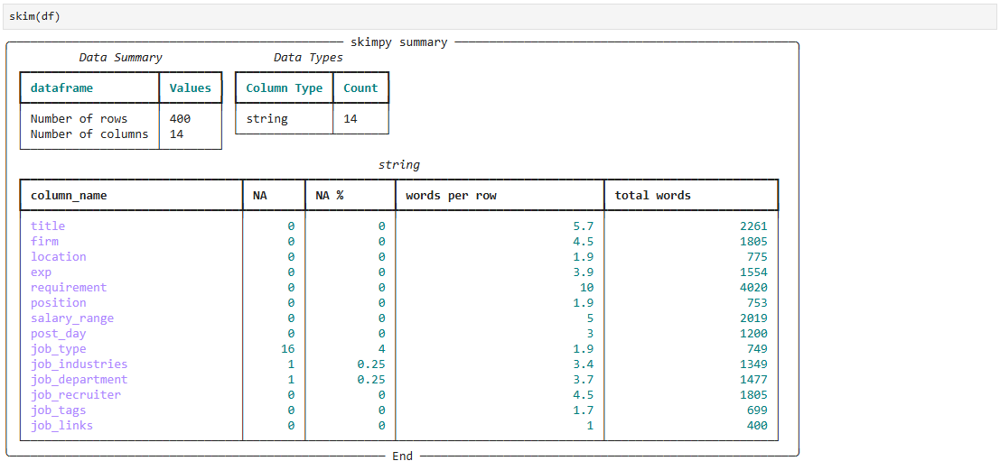 skim(df)
skimpy summary
Data Summary Data Types
dataframe Values Column Type Count
Number of rows 400 string 14
Number of columns 14
string
column_name NA NA % words per row total words
title 0 0 5.7 2261
firm 0 0 4.5 1805
location 0 0 1.9 775
exp 0 0 3.9 1554
requirement 0 0 10 4020
position 0 0 1.9 753
salary_range 0 0 5 2019
post_day 0 0 3 1200
job_type 16 4 1.9 749
job_industries 1 0.25 3.4 1349
job_department 1 0.25 3.7 1477
job_recruiter 0 0 4.5 1805
job_tags 0 0 1.7 699
job_links 0 0 1 400
End